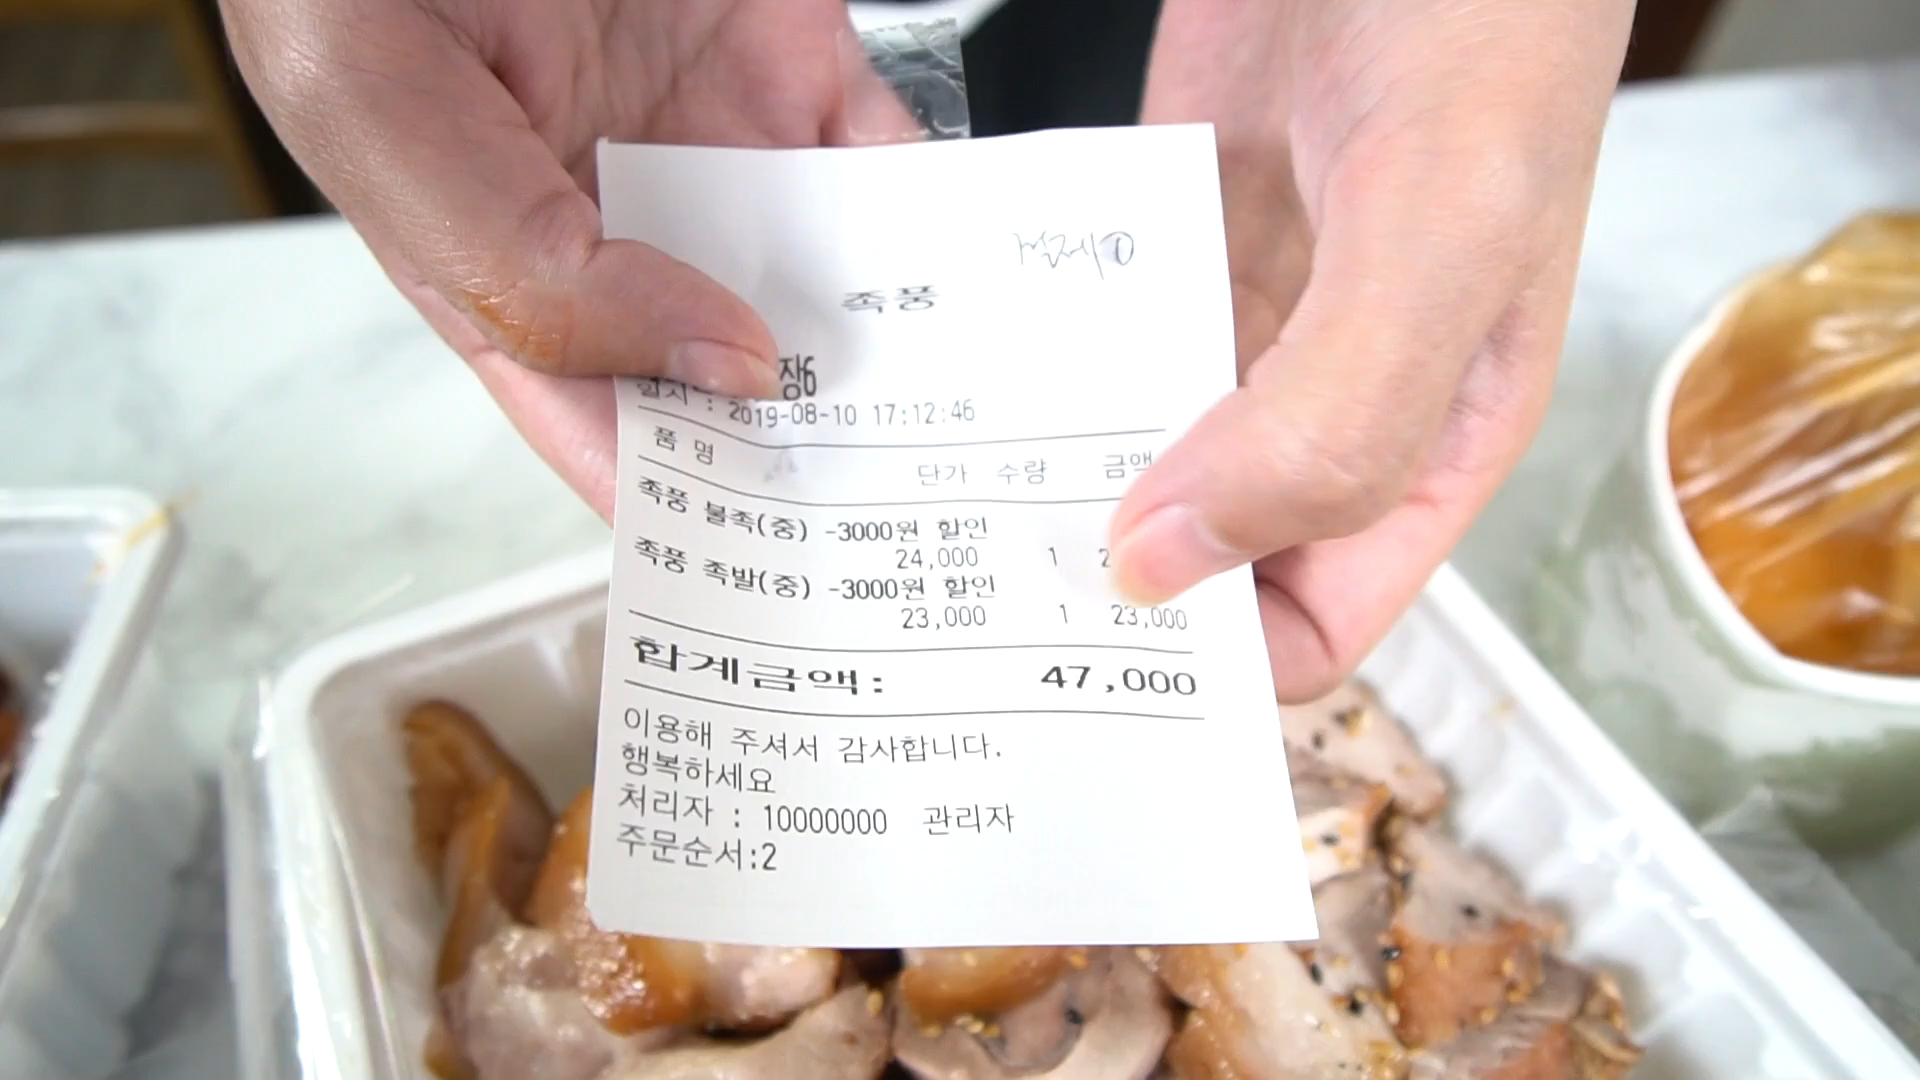 결제①
족풍
장6
일시 : 2019-08-10 17:12:46
품 명 단가 수량 금액
족풍 불족(중) -3000원 할인
24,000 1 2
족풍 족발(중) -3000원 할인
23,000 1 23,000
합계금액: 47,000
이용해 주셔서 감사합니다.
행복하세요
처리자 : 10000000 관리자
주문순서:2